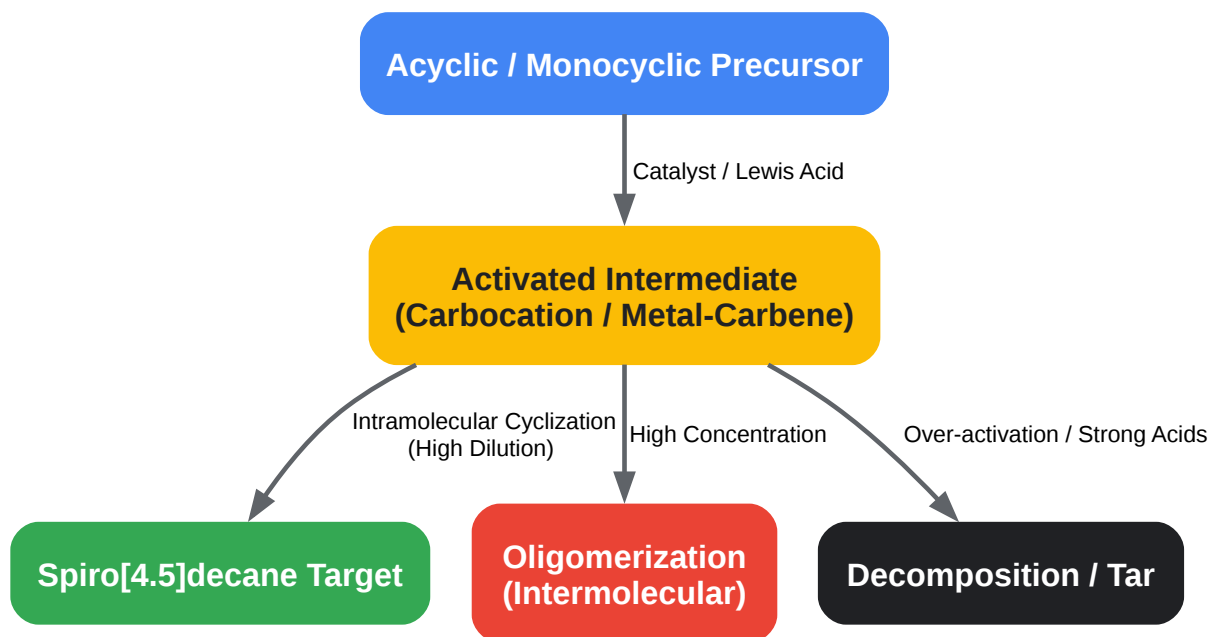 Acyclic / Monocyclic Precursor
Catalyst / Lewis Acid
Activated Intermediate
(Carbocation / Metal-Carbene)
Intramolecular Cyclization
(High Dilution)
High Concentration
Over-activation / Strong Acids
Spiro[4.5]decane Target
Oligomerization
(Intermolecular)
Decomposition / Tar